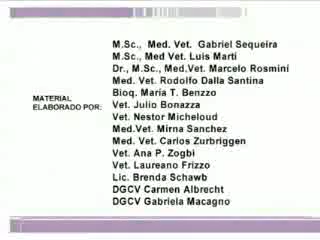 MATERIAL
ELABORADO POR:
M.Sc., Med. Vet. Gabriel Sequeira
M.Sc., Med Vet. Luis Martí
Dr., M.Sc., Med.Vet. Marcelo Rosmini
Med. Vet. Rodolfo Dalla Santina
Bioq. María T. Benzzo
Vet. Julio Bonazza
Vet. Nestor Micheloud
Med.Vet. Mirna Sanchez
Med. Vet. Carlos Zurbriggen
Vet. Ana P. Zogbi
Vet. Laureano Frizzo
Lic. Brenda Schawb
DGCV Carmen Albrecht
DGCV Gabriela Macagno